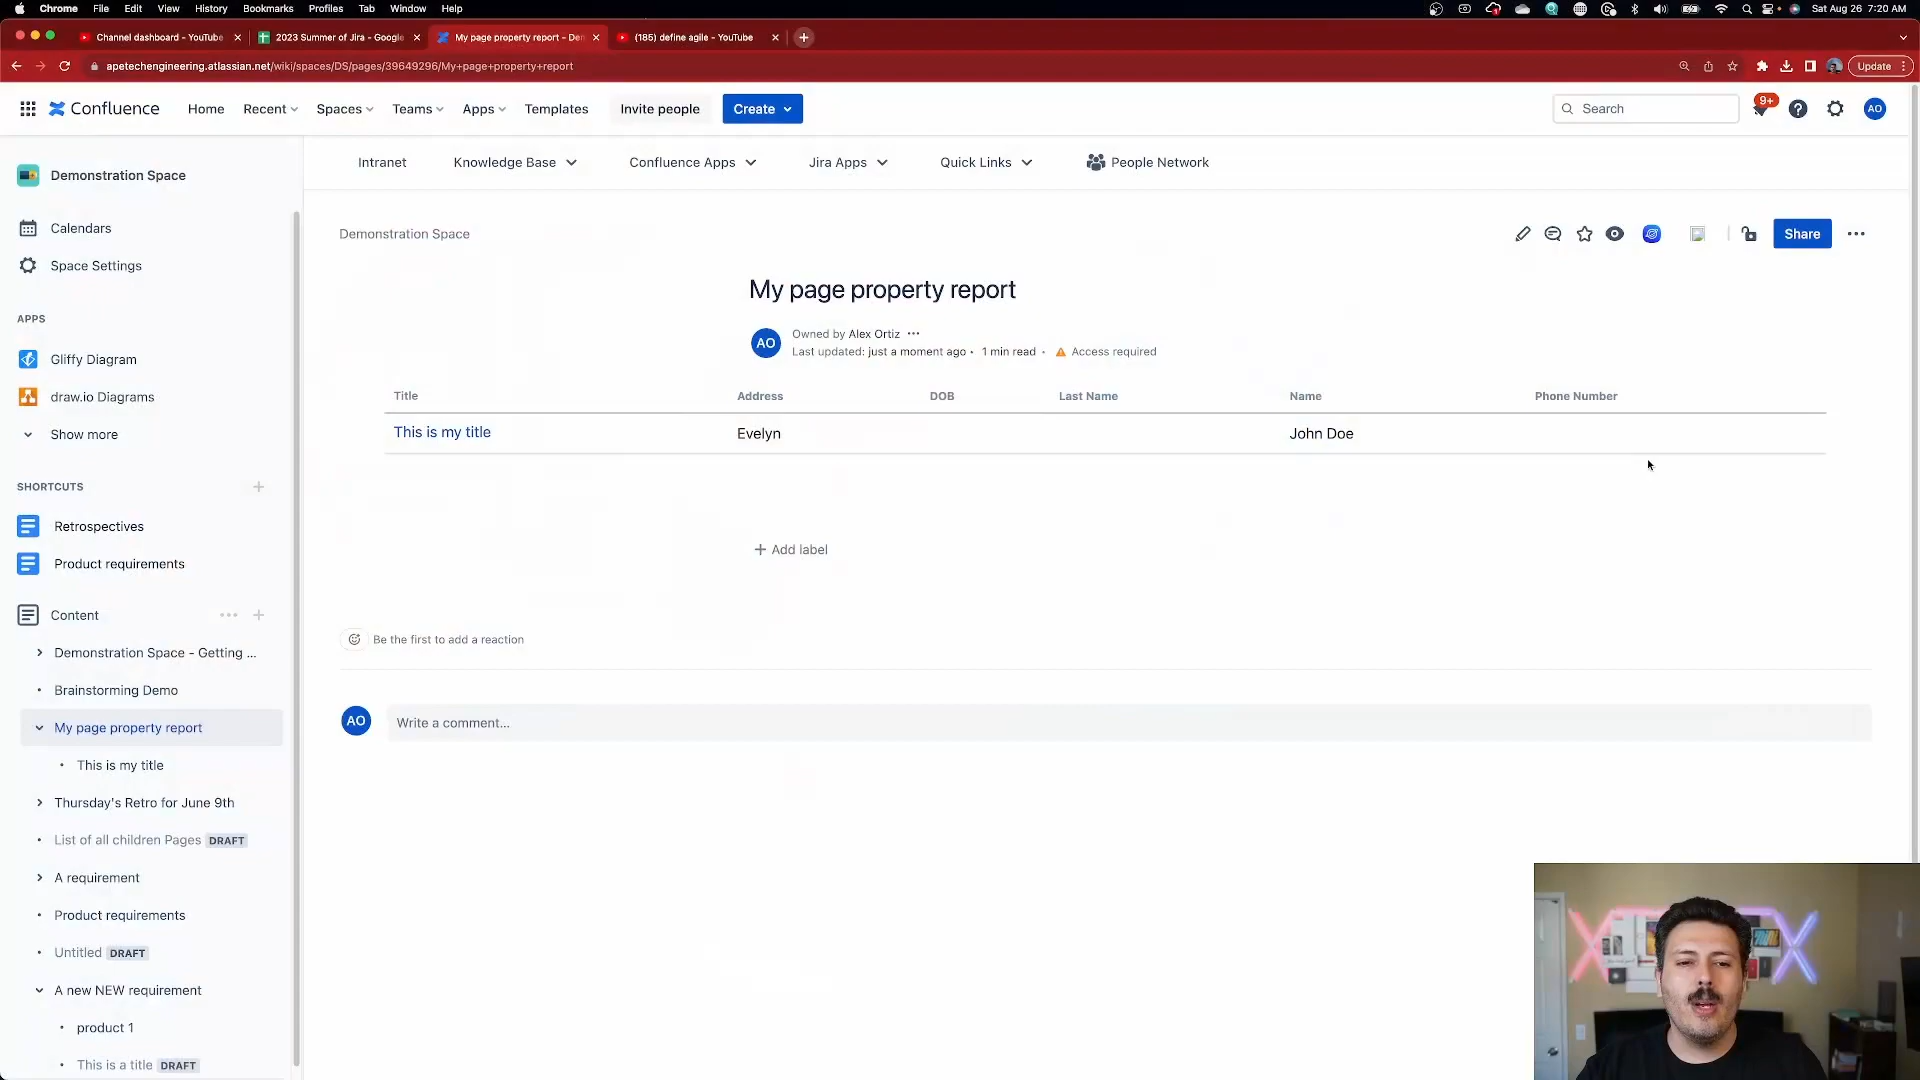 Chrome File Edit View History Bookmarks Profiles Tab Window Help Sat Aug 26 7:20 AM
Channel dashboard - YouTube 2023 Summer of Jira - Google My page property report - Den (185) define agile - YouTube
apetechengineering.atlassian.net/wiki/spaces/DS/pages/39649296/My+page+property+report Update
Confluence Home Recent Spaces Teams Apps Templates Invite people Create Search 9+ AO
Intranet Knowledge Base Confluence Apps Jira Apps Quick Links People Network
Demonstration Space
Calendars
Space Settings
APPS
Gliffy Diagram
draw.io Diagrams
Show more
SHORTCUTS
Retrospectives
Product requirements
Content
Demonstration Space - Getting ...
Brainstorming Demo
My page property report
This is my title
Thursday's Retro for June 9th
List of all children Pages DRAFT
A requirement
Product requirements
Untitled DRAFT
A new NEW requirement
product 1
This is a title DRAFT
Demonstration Space Share
My page property report
AO Owned by Alex Ortiz
Last updated: just a moment ago • 1 min read • Access required
Title Address DOB Last Name Name Phone Number
This is my title Evelyn John Doe
+ Add label
Be the first to add a reaction
AO Write a comment...